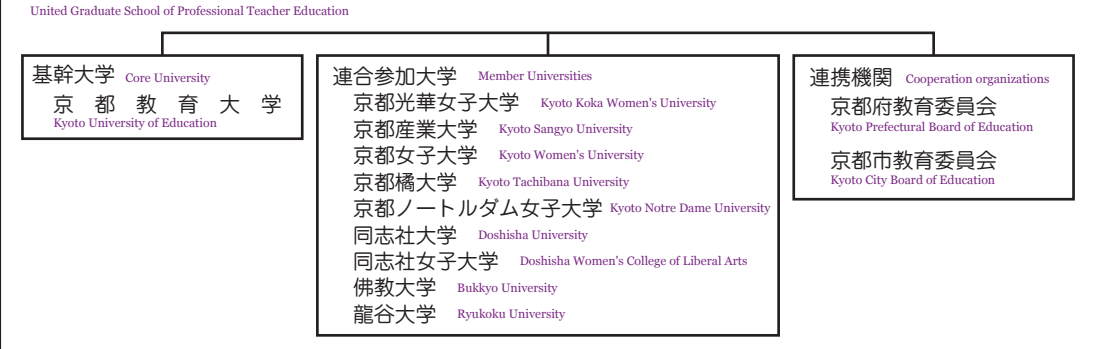 United Graduate School of Professional Teacher Education
基幹大学 Core University
京都教育大学
Kyoto University of Education
連合参加大学 Member Universities
京都光華女子大学 Kyoto Koka Women's University
京都産業大学 Kyoto Sangyo University
京都女子大学 Kyoto Women's University
京都橘大学 Kyoto Tachibana University
京都ノートルダム女子大学 Kyoto Notre Dame University
同志社大学 Doshisha University
同志社女子大学 Doshisha Women's College of Liberal Arts
佛教大学 Bukkyo University
龍谷大学 Ryukoku University
連携機関 Cooperation organizations
京都府教育委員会
Kyoto Prefectural Board of Education
京都市教育委員会
Kyoto City Board of Education